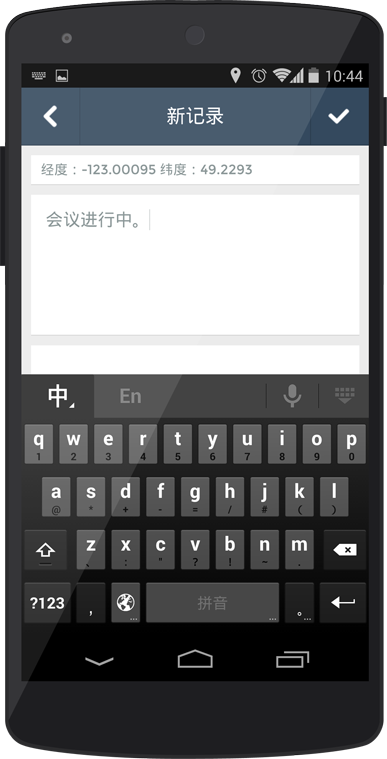 10:44
新记录
经度：-123.00095 纬度：49.2293
会议进行中。
中 En
q w e r t y u i o p
1 2 3 4 5 6 7 8 9 0
a s d f g h j k l
@ * + - = / # ( )
z x c v b n m
' : " ? ! ~ …
?123 , 拼音 。